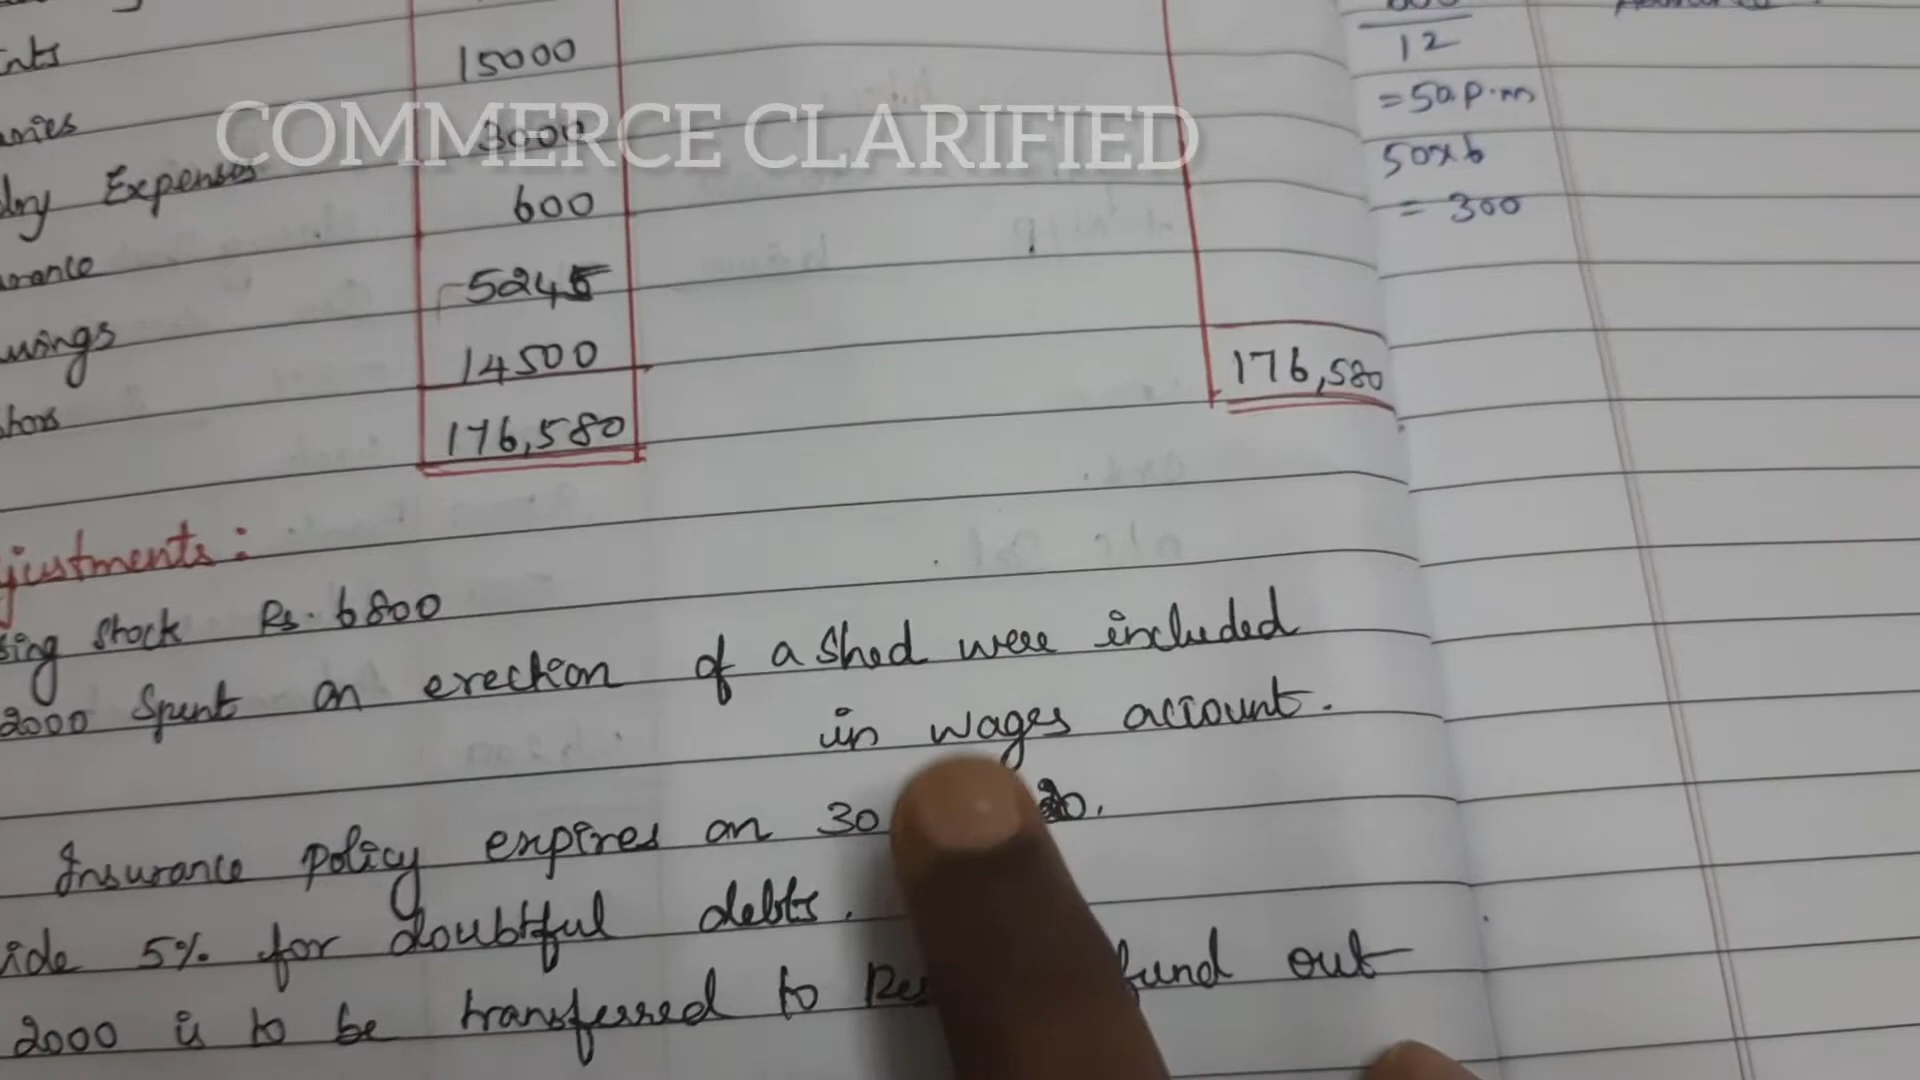 15000
COMMERCE CLARIFIED
3000
Expenses
600
5245
14500
176,580
176,580
12
=50 p.m
50x6
= 300
stock Rs. 6800
2000 Spent on erection of a shed were included
in wages account.
Insurance policy expires on 30
5% for doubtful debts.
2000 is to be transferred to fund out